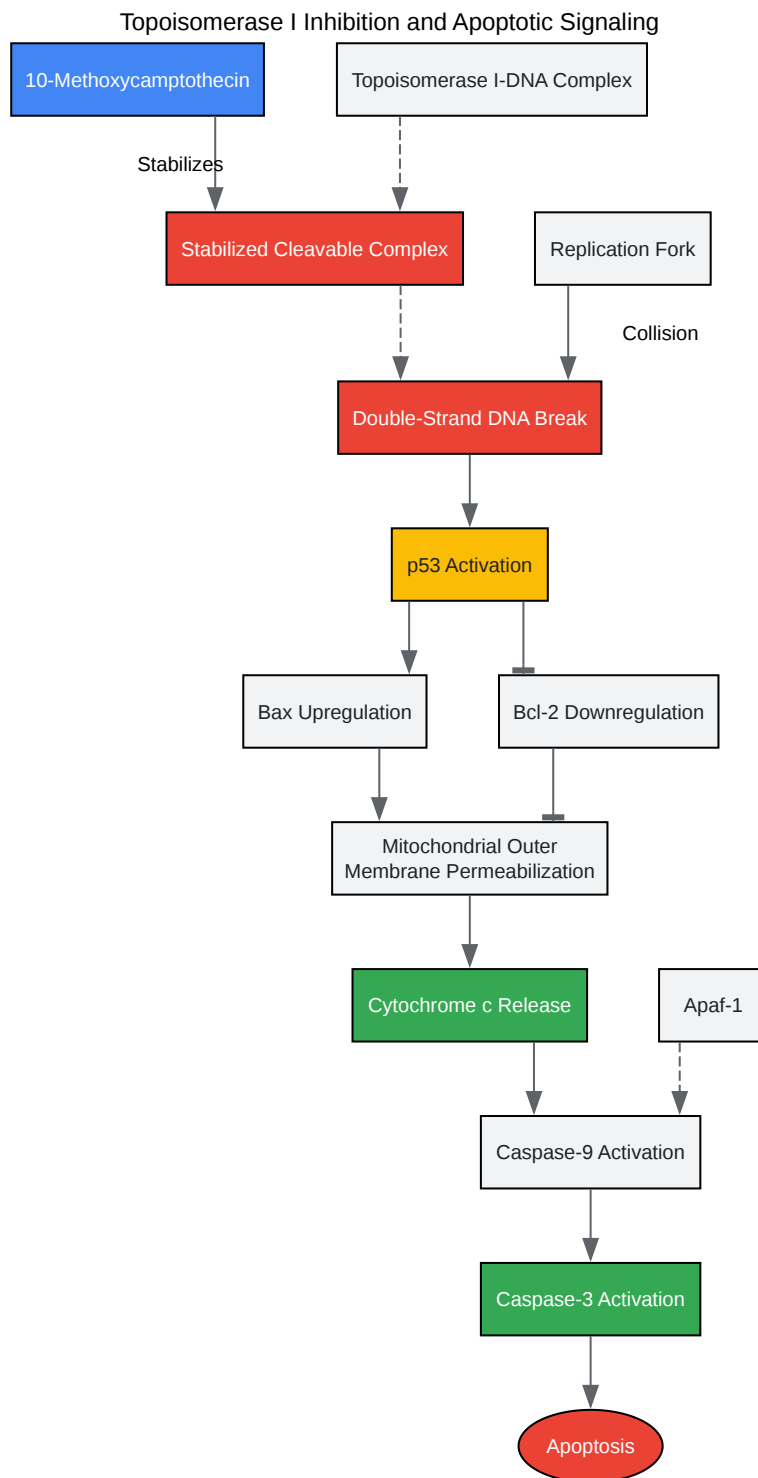 Topoisomerase I Inhibition and Apoptotic Signaling
10-Methoxycamptothecin
Topoisomerase I-DNA Complex
Stabilizes
Stabilized Cleavable Complex
Replication Fork
Collision
Double-Strand DNA Break
p53 Activation
Bax Upregulation
Bcl-2 Downregulation
Mitochondrial Outer
Membrane Permeabilization
Cytochrome c Release
Apaf-1
Caspase-9 Activation
Caspase-3 Activation
Apoptosis